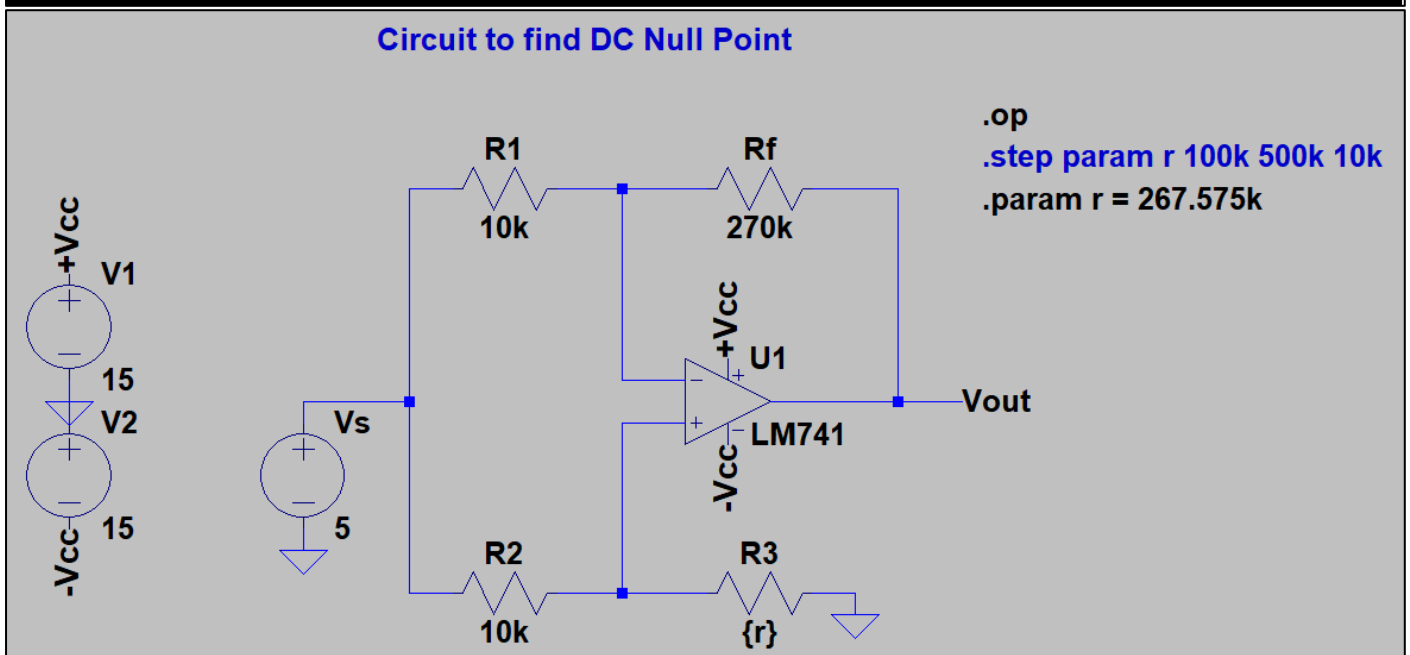 Circuit to find DC Null Point
.op
.step param r 100k 500k 10k
.param r = 267.575k
R1
10k
Rf
270k
+Vcc
V1
15
V2
15
-Vcc
Vs
5
+Vcc
U1
LM741
-Vcc
Vout
R2
10k
R3
{r}